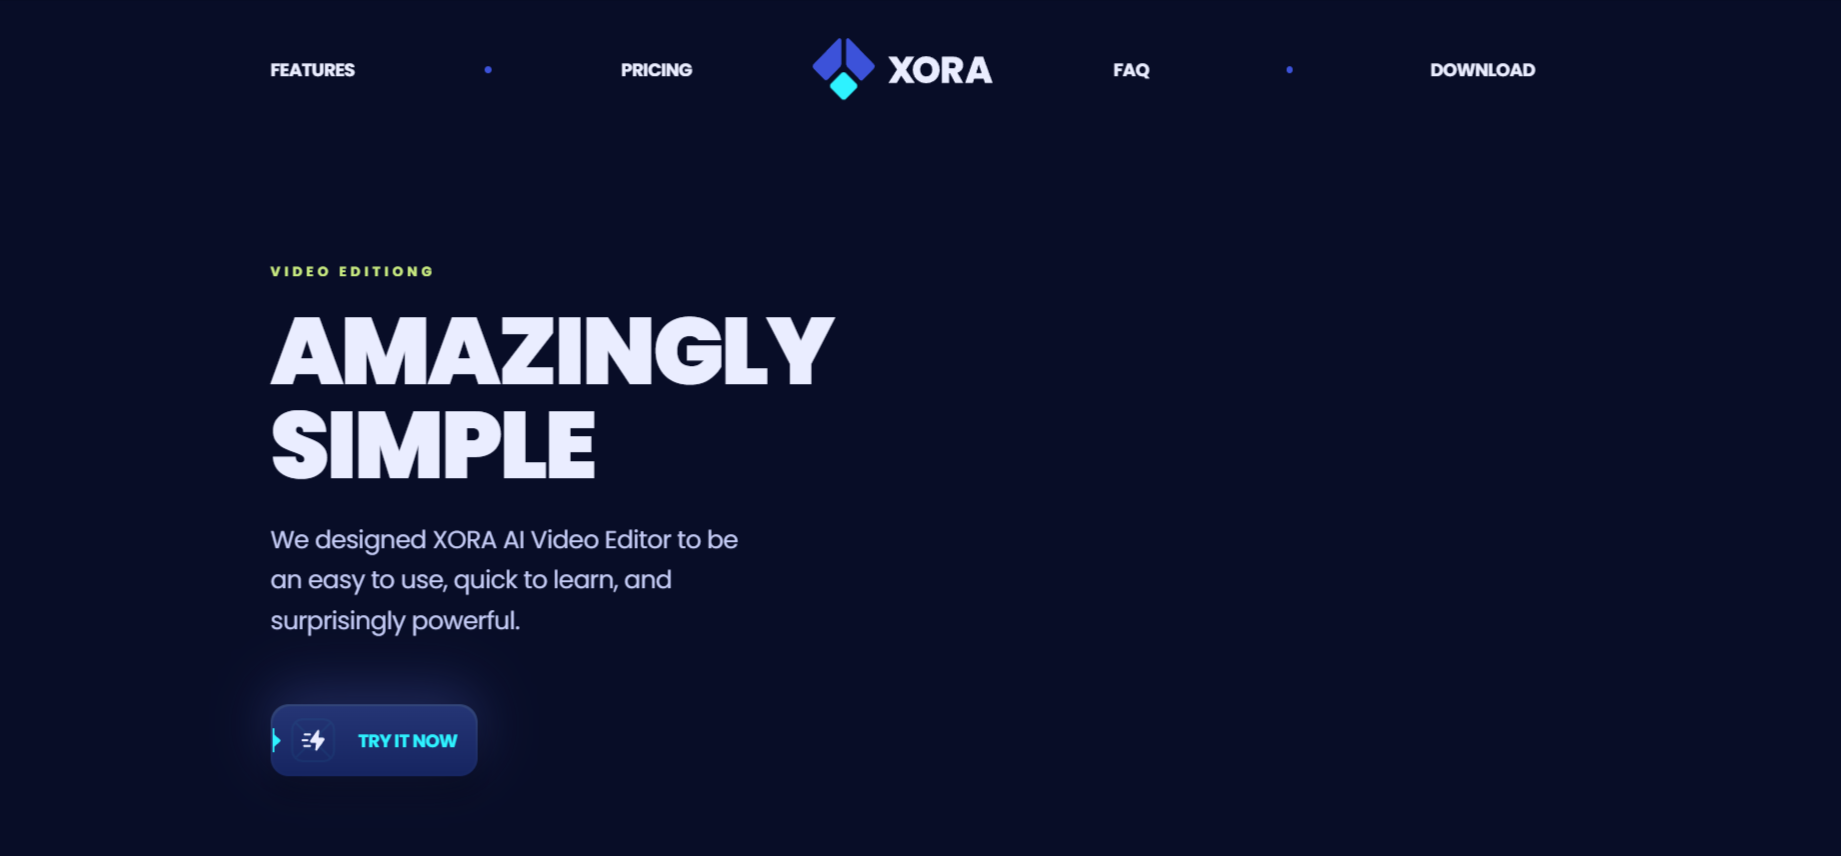 FEATURES
PRICING
XORA
FAQ
DOWNLOAD
VIDEO EDITIONG
AMAZINGLY
SIMPLE
We designed XORA AI Video Editor to be
an easy to use, quick to learn, and
surprisingly powerful.
TRY IT NOW